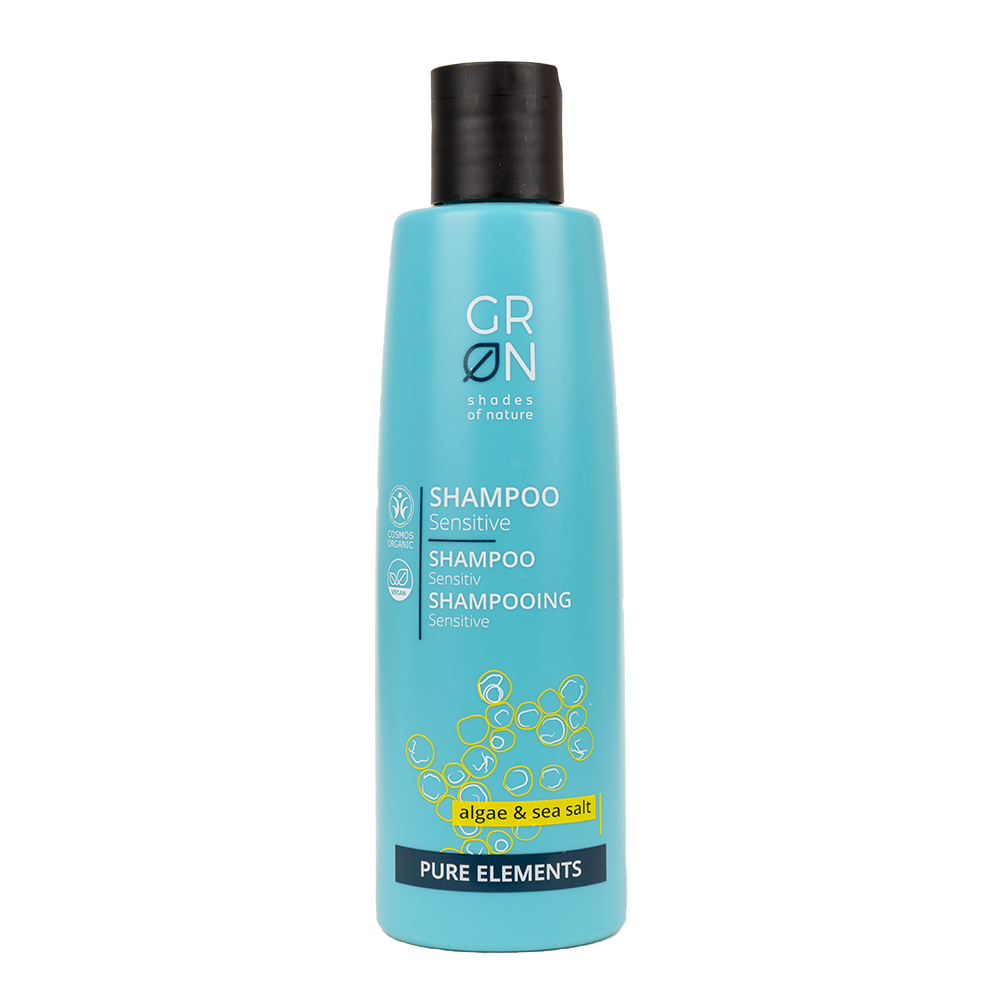 GR
ØN
shades
of nature
SHAMPOO
Sensitive
COSMOS
ORGANIC
SHAMPOO
Sensitiv
VEGAN
SHAMPOOING
Sensitive
algae & sea salt
PURE ELEMENTS